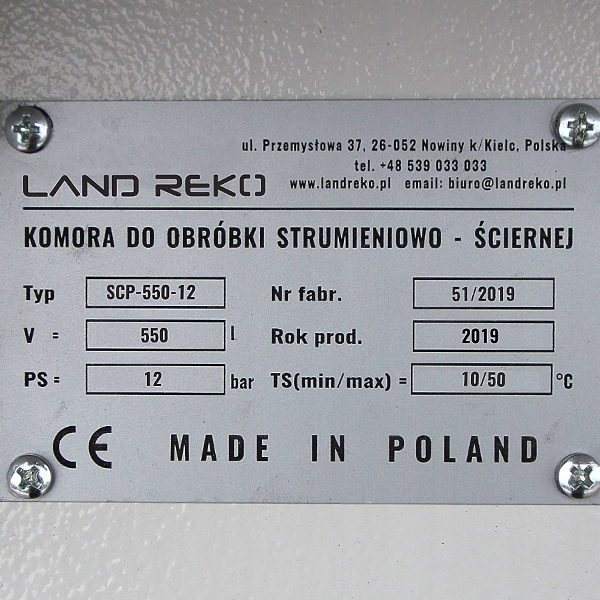 ul. Przemysłowa 37, 26-052 Nowiny k/Kielc, Polska
tel. +48 539 033 033
LAND REKO www.landreko.pl email: biuro@landreko.pl
KOMORA DO OBRÓBKI STRUMIENIOWO - ŚCIERNEJ
Typ SCP-550-12 Nr fabr. 51/2019
V = 550 l Rok prod. 2019
PS = 12 bar TS(min/max) = 10/50 °C
CE MADE IN POLAND